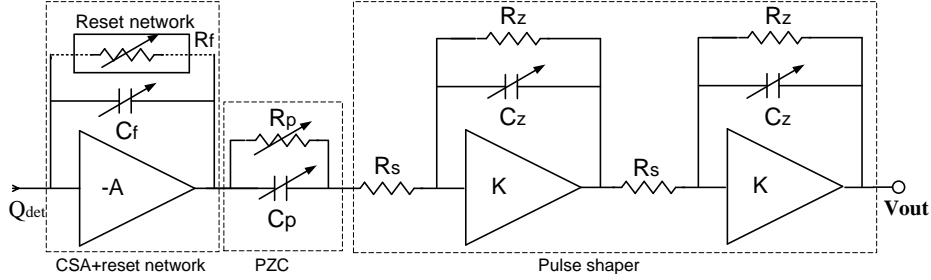 Reset network
Rf
Cf
-A
Qdet
CSA+reset network
Rp
Cp
PZC
Rs
Rz
Cz
K
Rs
Rz
Cz
K
Vout
Pulse shaper